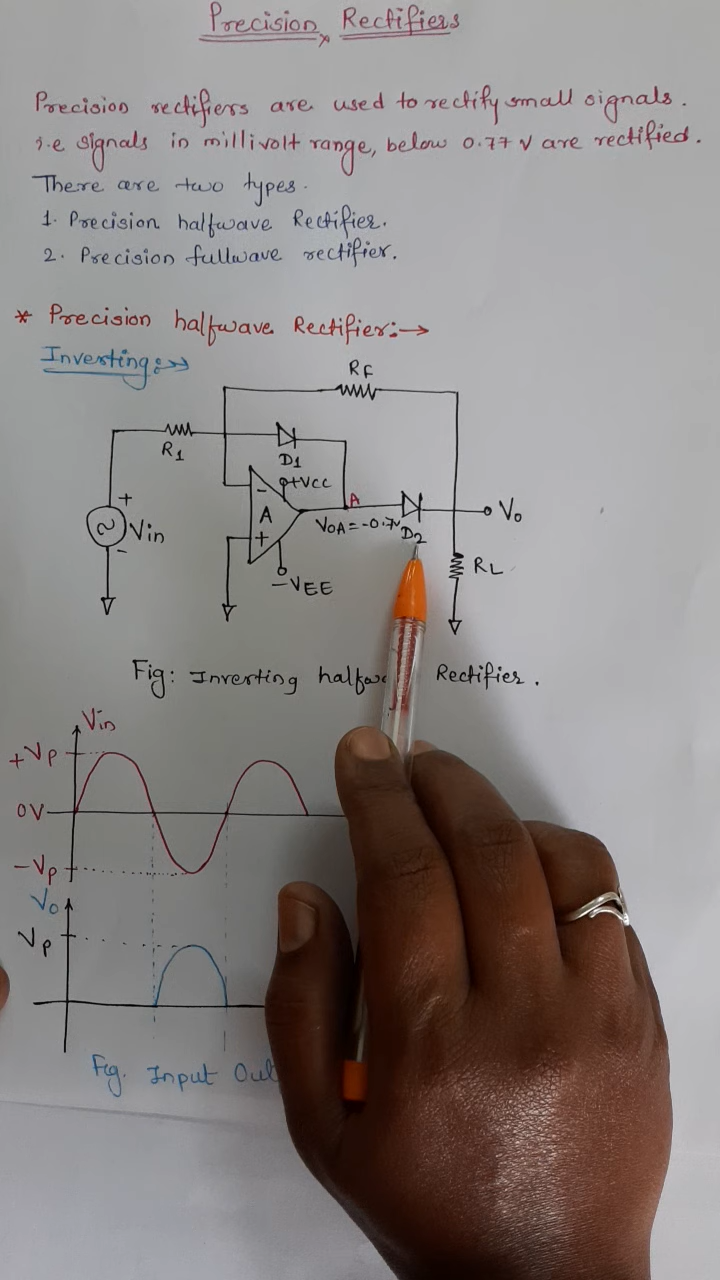 Precision Rectifiers
Precision rectifiers are used to rectify small signals.
i.e signals in millivolt range, below 0.77 V are rectified.
There are two types.
1. Precision halfwave Rectifier.
2. Precision fullwave rectifier.
* Precision halfwave Rectifier:→
Inverting:→
RF
R1
D1
+VCC
A
A
VOA = -0.7V
D2
Vo
+
Vin
-
-
+
-VEE
RL
Fig: Inverting Rectifier.
Vin
+Vp
0V
-Vp
Vo
Vp
Fig. Input